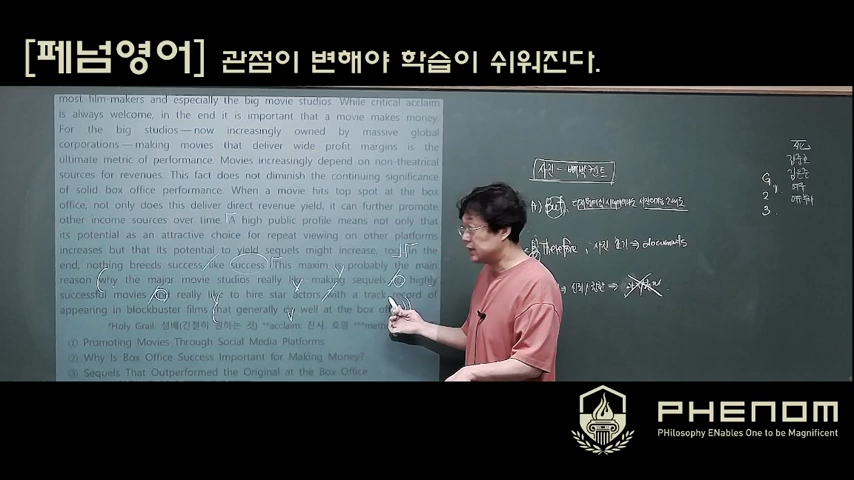 [페넘영어] 관점이 변해야 학습이 쉬워진다.
most film-makers and especially the big movie studios. While critical acclaim
is always welcome, in the end it is important that a movie makes money.
For the big studios — now increasingly owned by massive global
corporations — making movies that deliver wide profit margins is the
ultimate metric of performance. Movies increasingly depend on non-theatrical
sources for revenues. This fact does not diminish the continuing significance
of solid box office performance. When a movie hits top spot at the box
office, not only does this deliver direct revenue yield, it can further promote
other income sources over time. A high public profile means not only that
its potential as an attractive choice for repeat viewing on other platforms
increases but that its potential to yield sequels might increase, too. In the
end, nothing breeds success like success. This maxim is probably the main
reason why the major movie studios really like making sequels to highly
successful movies and really like to hire star actors with a track record of
appearing in blockbuster films that generally do well at the box
*Holy Grail: 성배(간절히 원하는 것) **acclaim: 찬사, 호평
① Promoting Movies Through Social Media Platforms
② Why Is Box Office Success Important for Making Money?
③ Sequels That Outperformed the Original at the Box Office
사진 -
But,
Therefore, 사진 documents
2
3.
PHENOM
PHilosophy ENables One to be Magnificent